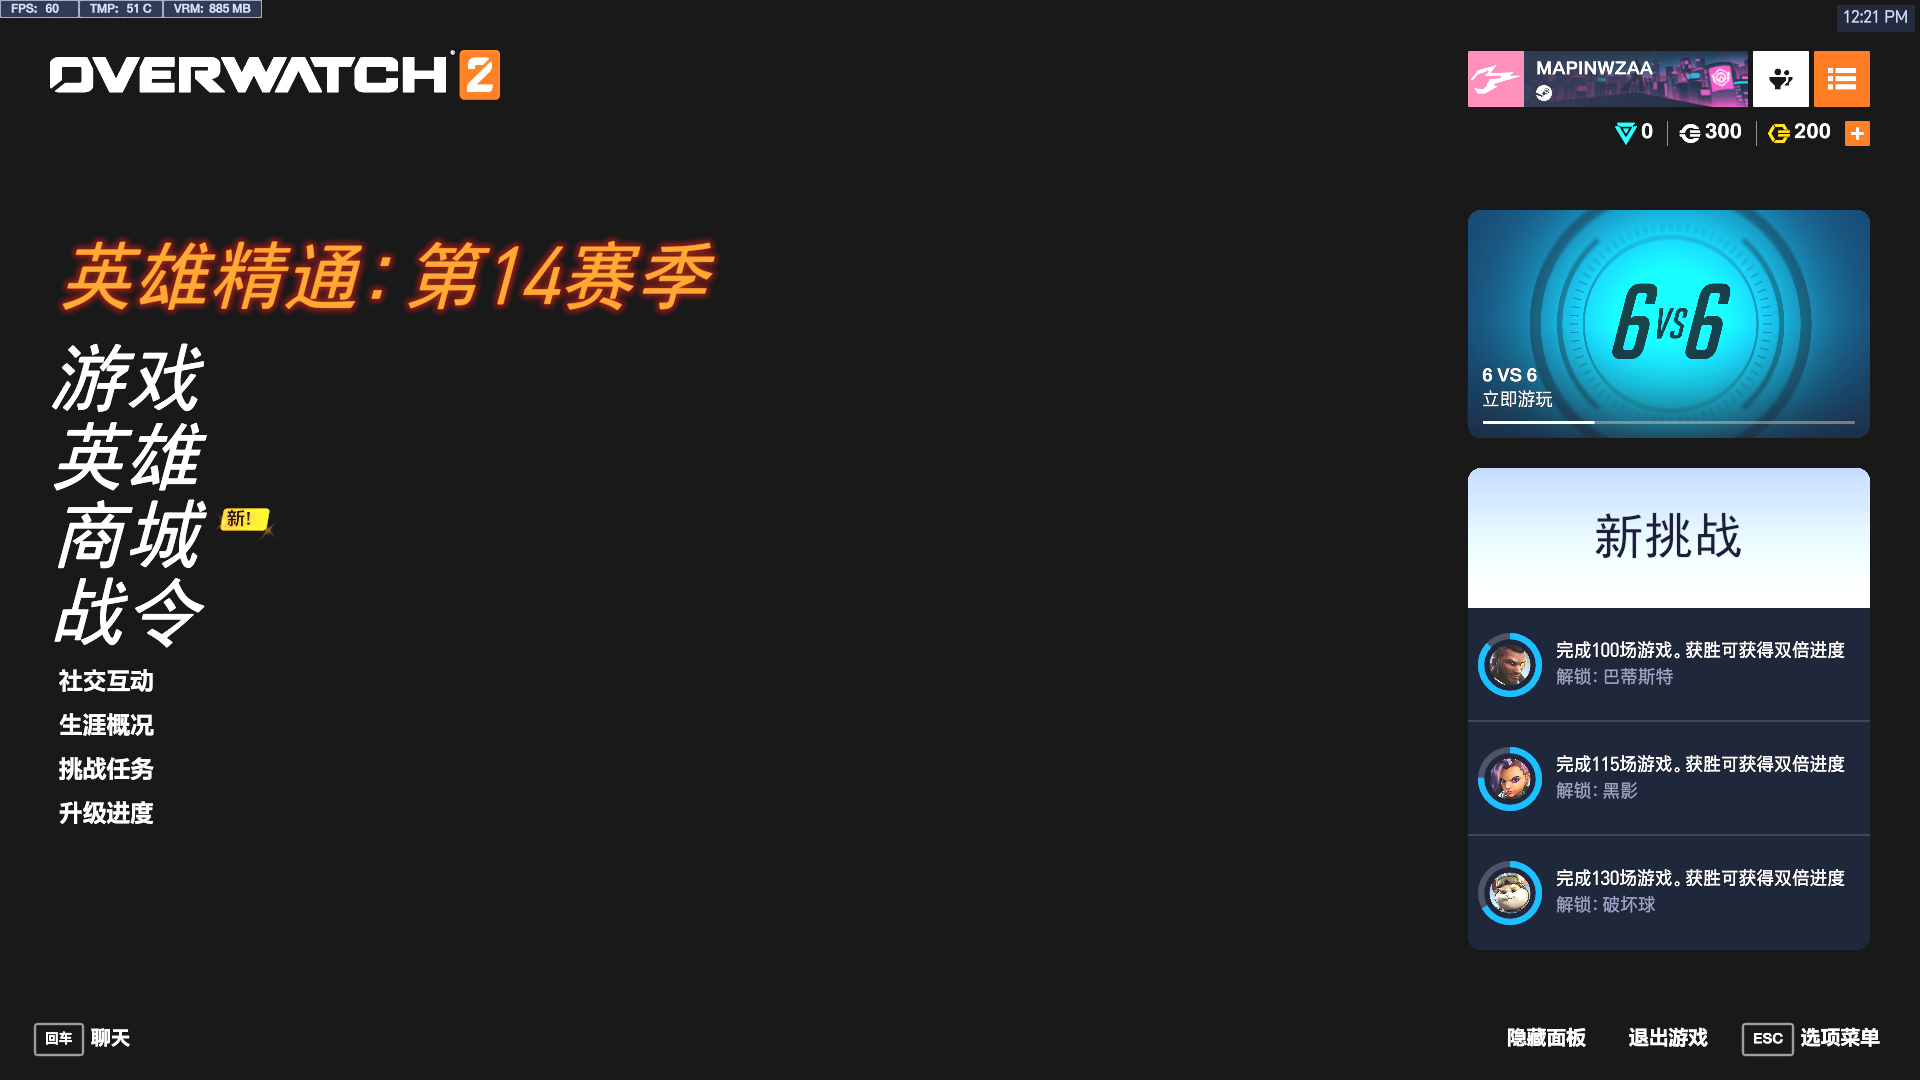 FPS: 60 TMP: 51 C VRM: 885 MB
12:21 PM
OVERWATCH 2
MAPINWZAA
0 300 200 +
英雄精通：第14赛季
游戏
英雄
商城 新!
战令
社交互动
生涯概况
挑战任务
升级进度
6 VS 6
6 VS 6
立即游玩
新挑战
完成100场游戏。获胜可获得双倍进度
解锁：巴蒂斯特
完成115场游戏。获胜可获得双倍进度
解锁：黑影
完成130场游戏。获胜可获得双倍进度
解锁：破坏球
回车 聊天
隐藏面板 退出游戏 ESC 选项菜单